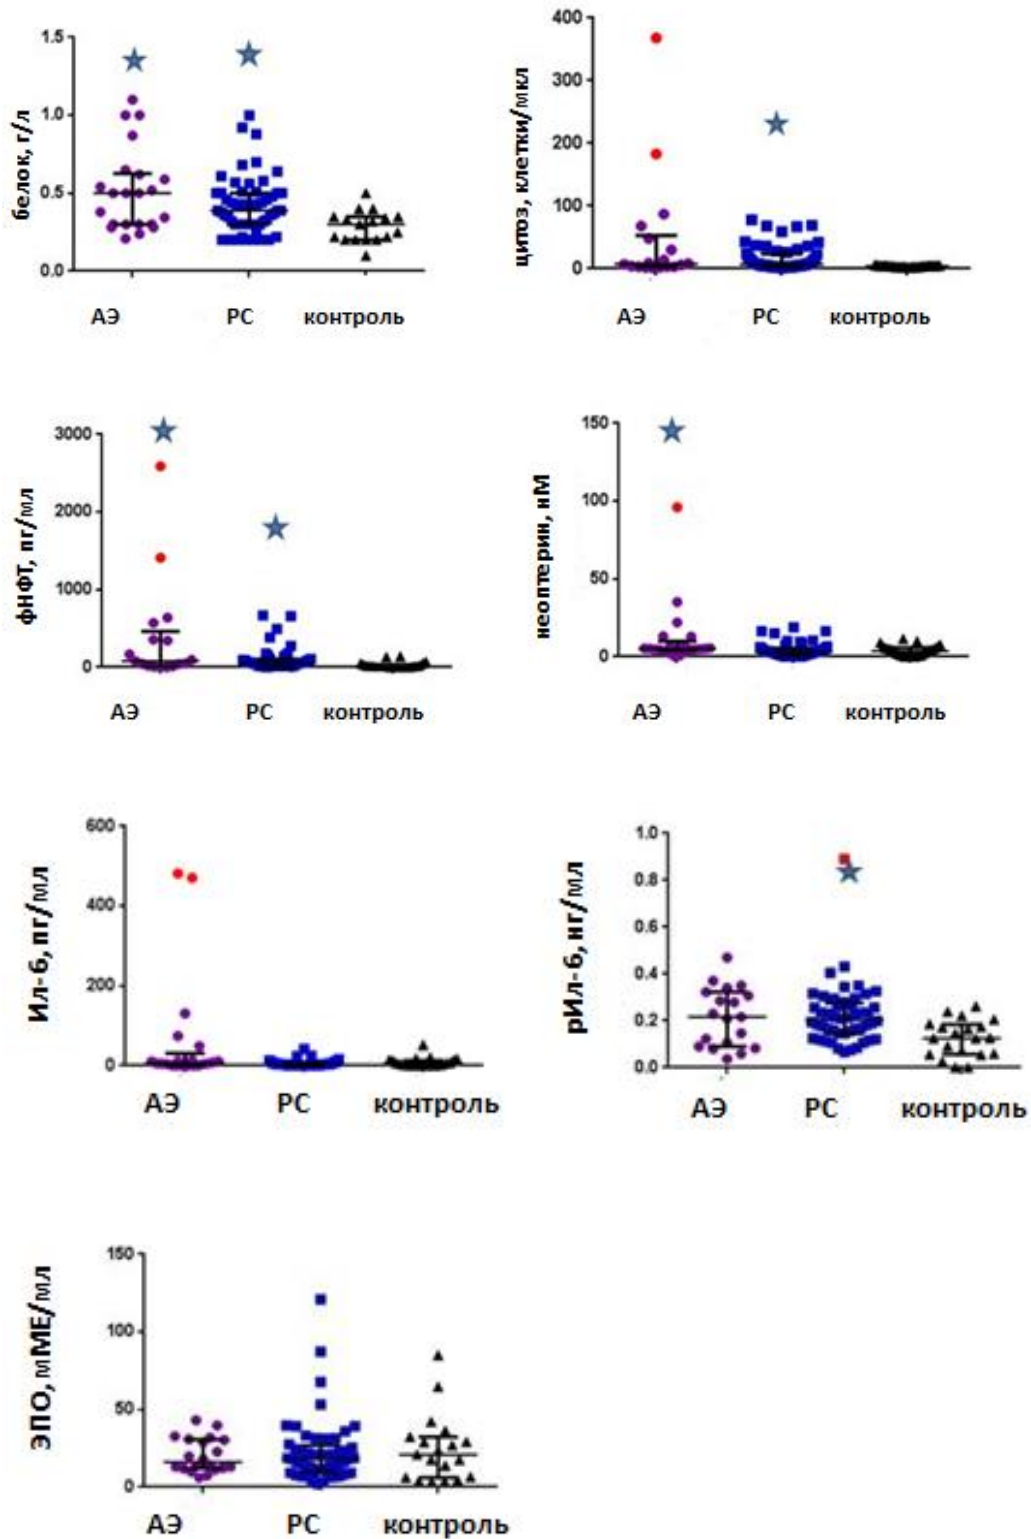 белок, г/л
1.5
1.0
0.5
0.0
АЭ РС контроль
цитоз, клетки/мкл
400
300
200
100
0
АЭ РС контроль
фНФТ, пг/мл
3000
2000
1000
0
АЭ РС контроль
неоптерин, нМ
150
100
50
0
АЭ РС контроль
Ил-6, пг/мл
600
400
200
0
АЭ РС контроль
рИл-6, нг/мл
1.0
0.8
0.6
0.4
0.2
0.0
АЭ РС контроль
ЭПО, мМЕ/мл
150
100
50
0
АЭ РС контроль